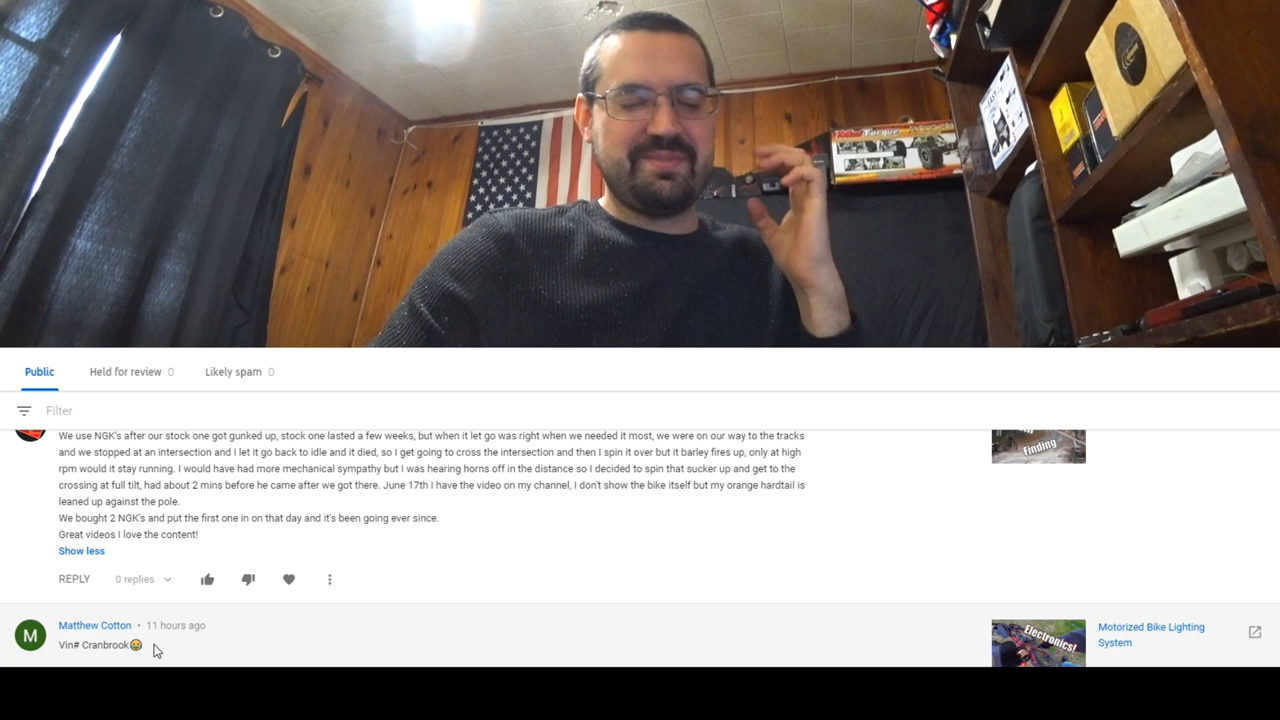 Torque
Public
Held for review 0
Likely spam 0
Filter
We use NGK's after our stock one got gunked up, stock one lasted a few weeks, but when it let go was right when we needed it most, we were on our way to the tracks
and we stopped at an intersection and I let it go back to idle and it died, so I get going to cross the intersection and then I spin it over but it barley fires up, only at high
rpm would it stay running. I would have had more mechanical sympathy but I was hearing horns off in the distance so I decided to spin that sucker up and get to the
crossing at full tilt, had about 2 mins before he came after we got there. June 17th I have the video on my channel, I don't show the bike itself but my orange hardtail is
leaned up against the pole.
We bought 2 NGK's and put the first one in on that day and it's been going ever since.
Great videos I love the content!
Show less
Finding
REPLY 0 replies
M
Matthew Cotton • 11 hours ago
Vin# Cranbrook😂
Electronics!
Motorized Bike Lighting
System